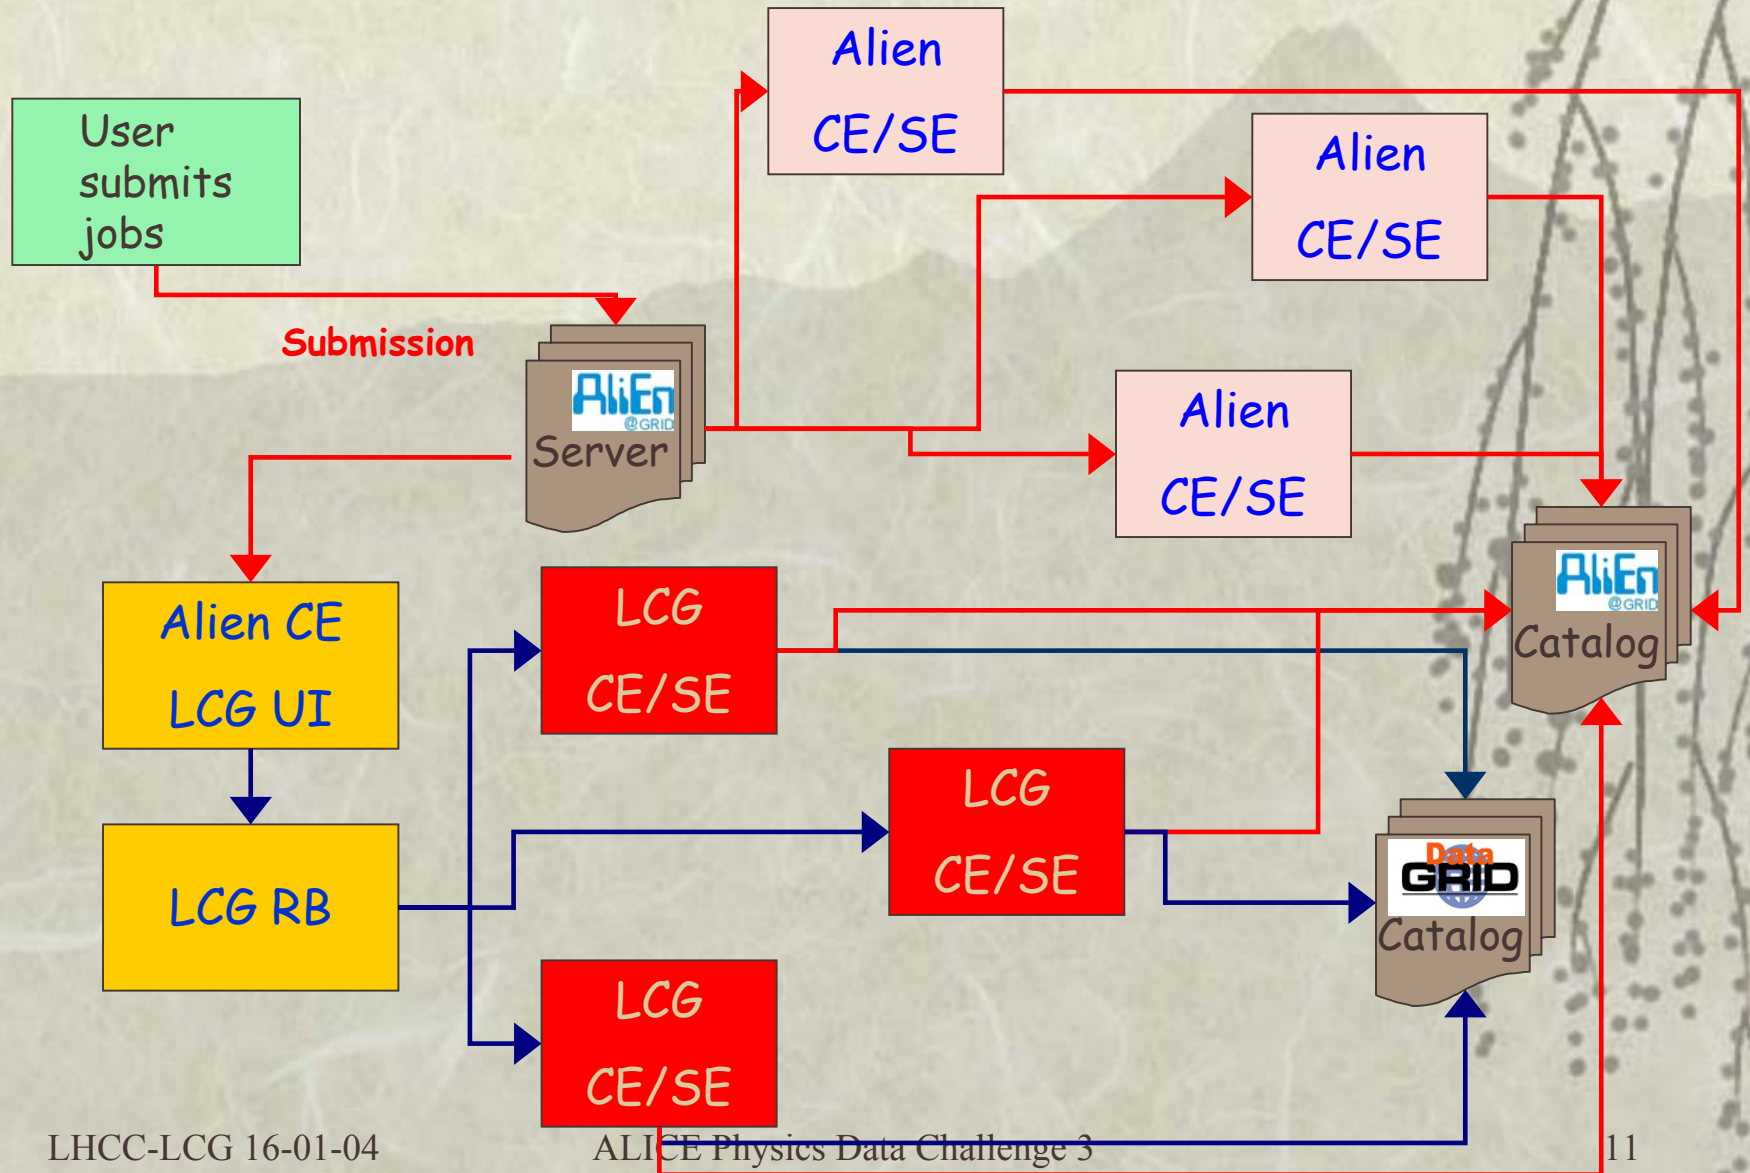 Alien
CE/SE
User
submits
jobs
Alien
CE/SE
Submission
AliEn
@GRID
Server
Alien
CE/SE
Alien CE
LCG UI
LCG
CE/SE
AliEn
@GRID
Catalog
LCG
CE/SE
LCG RB
Data
GRID
Catalog
LCG
CE/SE
LHCC-LCG 16-01-04
ALICE Physics Data Challenge 3
11